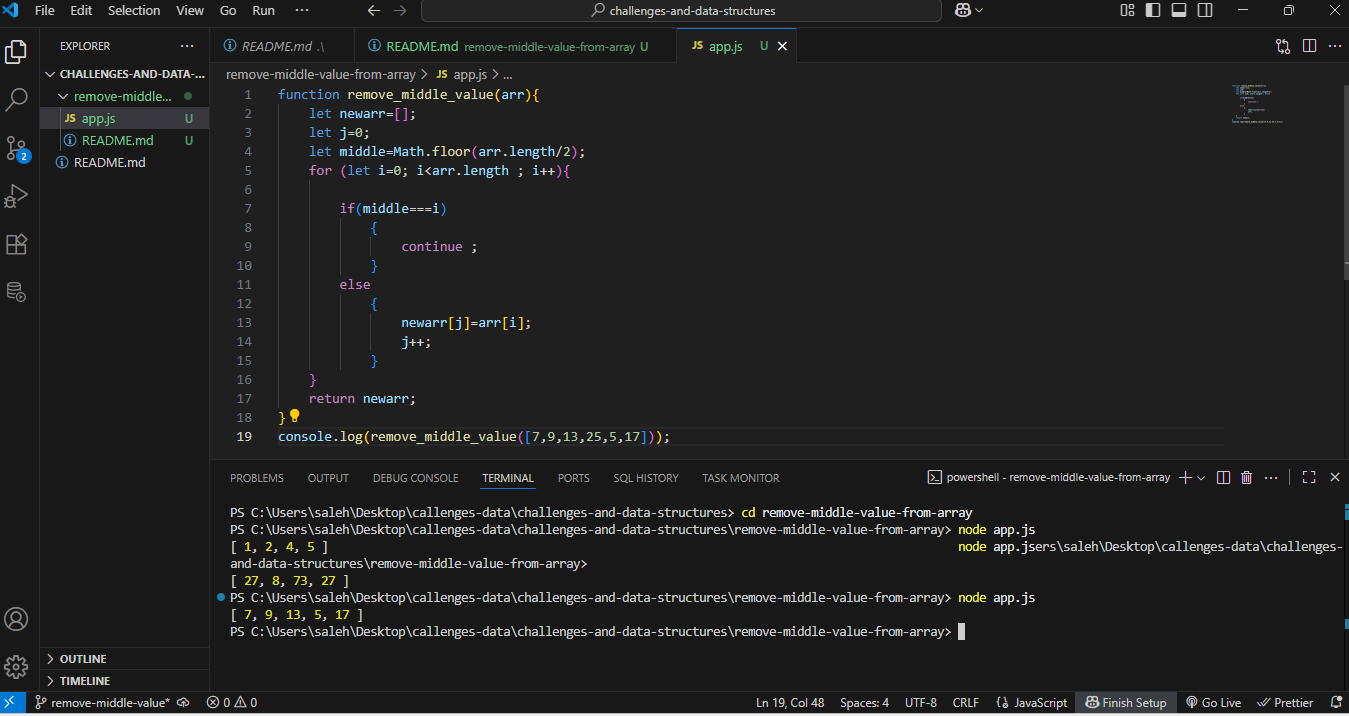 File Edit Selection View Go Run ··· challenges-and-data-structures
EXPLORER ···
CHALLENGES-AND-DATA-...
remove-middle...
JS app.js U
README.md U
README.md
README.md .\ README.md remove-middle-value-from-array U JS app.js U
remove-middle-value-from-array > JS app.js > ...
1 function remove_middle_value(arr){
2 let newarr=[];
3 let j=0;
4 let middle=Math.floor(arr.length/2);
5 for (let i=0; i<arr.length ; i++){
6
7 if(middle===i)
8 {
9 continue ;
10 }
11 else
12 {
13 newarr[j]=arr[i];
14 j++;
15 }
16 }
17 return newarr;
18 }
19 console.log(remove_middle_value([7,9,13,25,5,17]));
PROBLEMS OUTPUT DEBUG CONSOLE TERMINAL PORTS SQL HISTORY TASK MONITOR powershell - remove-middle-value-from-array
PS C:\Users\saleh\Desktop\callenges-data\challenges-and-data-structures> cd remove-middle-value-from-array
PS C:\Users\saleh\Desktop\callenges-data\challenges-and-data-structures\remove-middle-value-from-array> node app.js
[ 1, 2, 4, 5 ] node app.jsers\saleh\Desktop\callenges-data\challenges-
and-data-structures\remove-middle-value-from-array>
[ 27, 8, 73, 27 ]
PS C:\Users\saleh\Desktop\callenges-data\challenges-and-data-structures\remove-middle-value-from-array> node app.js
[ 7, 9, 13, 5, 17 ]
PS C:\Users\saleh\Desktop\callenges-data\challenges-and-data-structures\remove-middle-value-from-array>
2
OUTLINE
TIMELINE
remove-middle-value* 0 0 Ln 19, Col 48 Spaces: 4 UTF-8 CRLF {} JavaScript Finish Setup Go Live Prettier